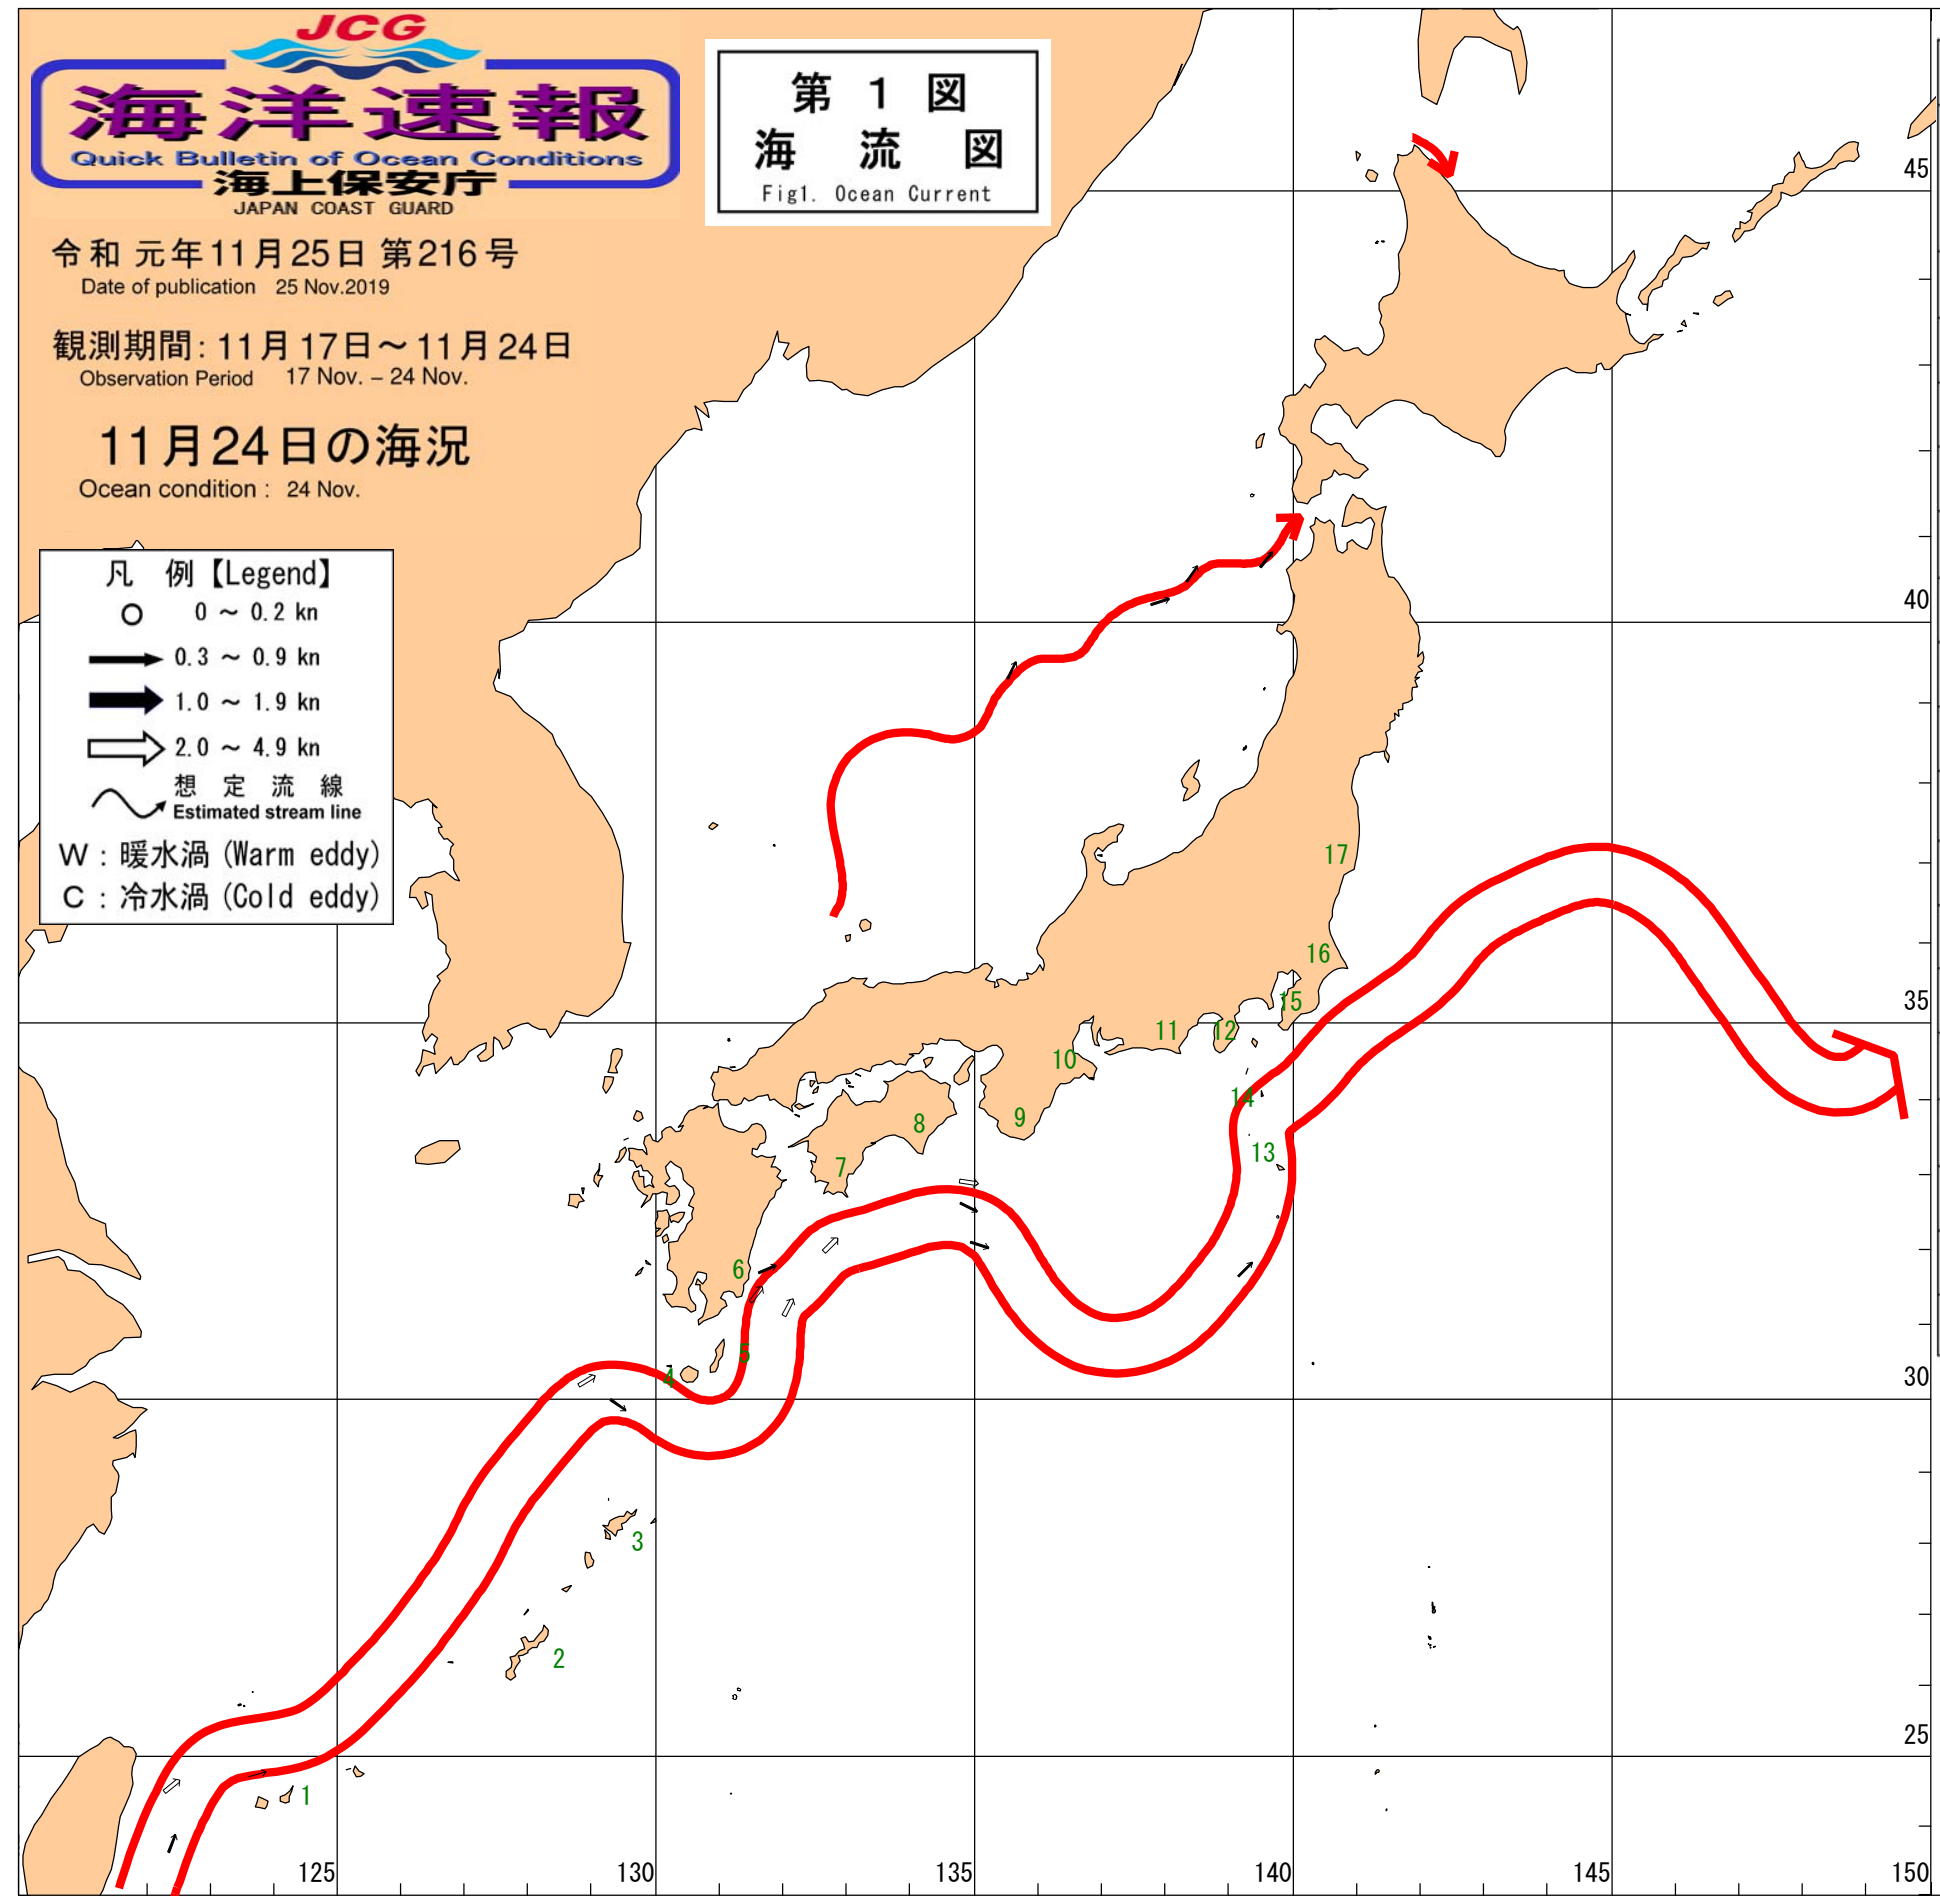 JCG
海洋速報
Quick Bulletin of Ocean Conditions
海上保安庁
JAPAN COAST GUARD
令和 元年11月25日 第216号
Date of publication 25 Nov.2019
観測期間: 11月17日～11月24日
Observation Period 17 Nov. – 24 Nov.
11月24日の海況
Ocean condition : 24 Nov.
第 1 図
海 流 図
Fig1. Ocean Current
凡 例【Legend】
0 ～ 0.2 kn
0.3 ～ 0.9 kn
1.0 ～ 1.9 kn
2.0 ～ 4.9 kn
想 定 流 線
Estimated stream line
W : 暖水渦 (Warm eddy)
C : 冷水渦 (Cold eddy)
45
40
17
16
35
15
11
12
10
14
9
8
13
7
6
5
4
30
3
2
25
1
125
130
135
140
145
150